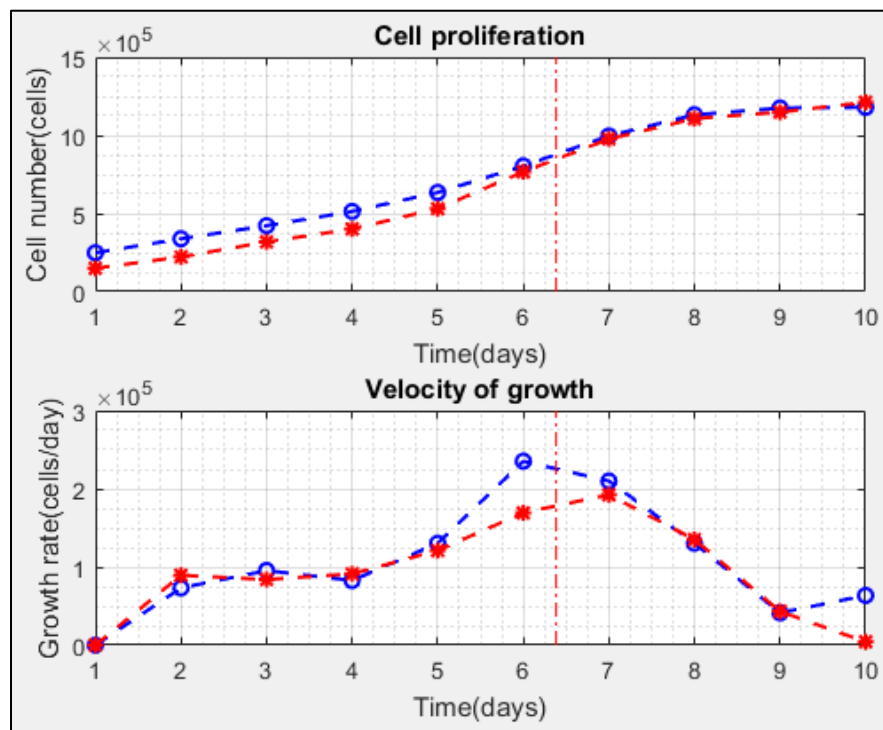 Cell proliferation
×10⁵
15
10
5
0
Cell number(cells)
1 2 3 4 5 6 7 8 9 10
Time(days)
Velocity of growth
×10⁵
3
2
1
0
Growth rate(cells/day)
1 2 3 4 5 6 7 8 9 10
Time(days)